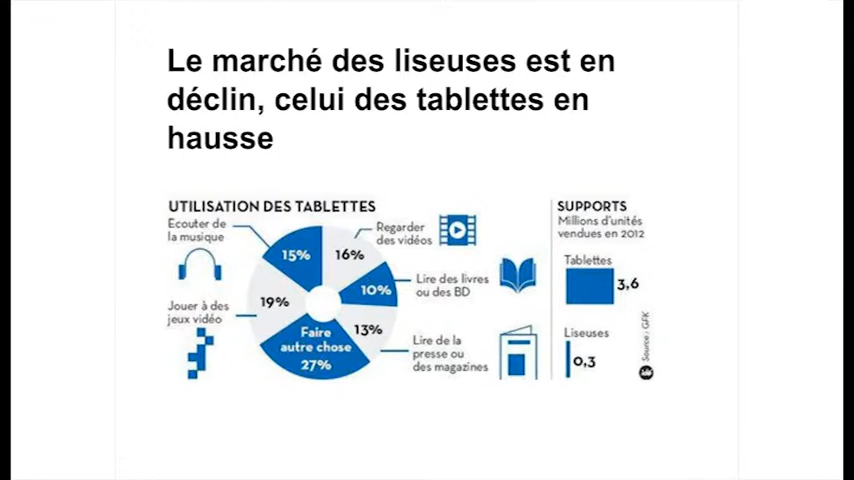 Le marché des liseuses est en
déclin, celui des tablettes en
hausse
UTILISATION DES TABLETTES
Ecouter de
la musique
15%
Regarder
des vidéos
16%
Lire des livres
ou des BD
10%
Lire de la
presse ou
des magazines
13%
Faire
autre chose
27%
Jouer à des
jeux vidéo
19%
SUPPORTS
Millions d'unités
vendues en 2012
Tablettes
3,6
Liseuses
0,3
Source : GFK